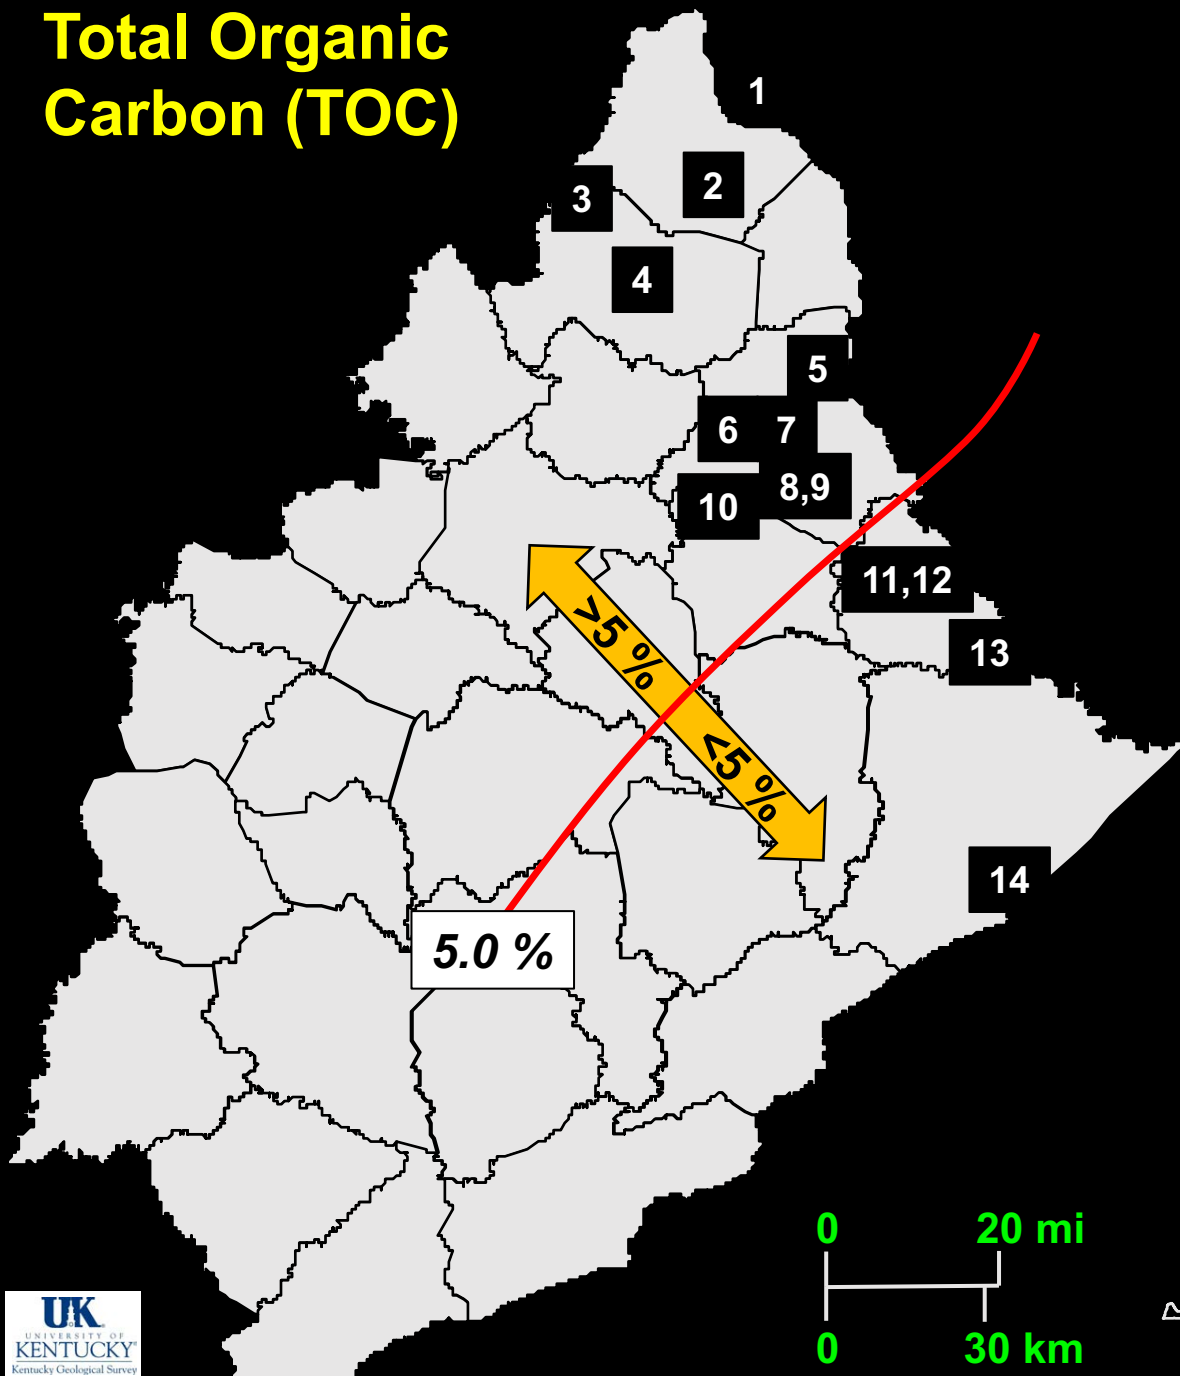 Total Organic
Carbon (TOC)
1
2
3
4
5
6
7
8,9
10
11,12
13
14
>5 %
<5 %
5.0 %
0
20 mi
0
30 km
UK
UNIVERSITY OF
KENTUCKY®
Kentucky Geological Survey